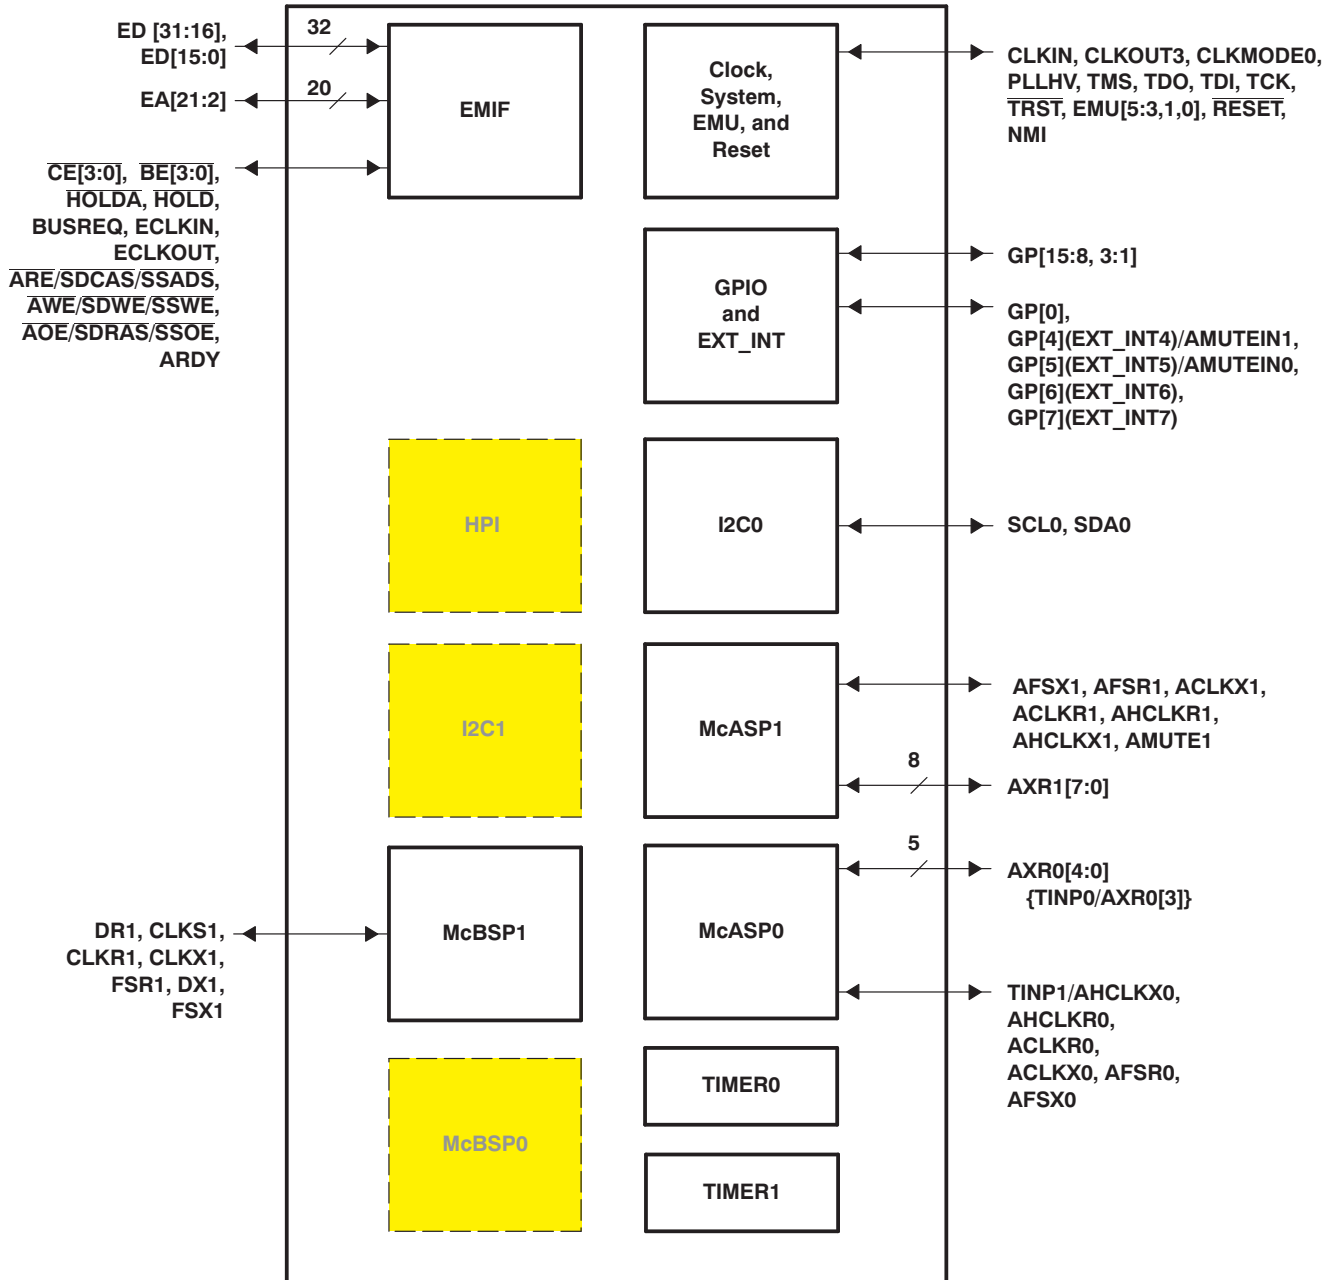 ED [31:16],
ED[15:0]
32
EA[21:2]
20
EMIF
CE[3:0], BE[3:0],
HOLDA, HOLD,
BUSREQ, ECLKIN,
ECLKOUT,
ARE/SDCAS/SSADS,
AWE/SDWE/SSWE,
AOE/SDRAS/SSOE,
ARDY
Clock,
System,
EMU, and
Reset
CLKIN, CLKOUT3, CLKMODE0,
PLLHV, TMS, TDO, TDI, TCK,
TRST, EMU[5:3,1,0], RESET,
NMI
GPIO
and
EXT_INT
GP[15:8, 3:1]
GP[0],
GP[4](EXT_INT4)/AMUTEIN1,
GP[5](EXT_INT5)/AMUTEIN0,
GP[6](EXT_INT6),
GP[7](EXT_INT7)
HPI
I2C0
SCL0, SDA0
I2C1
McASP1
AFSX1, AFSR1, ACLKX1,
ACLKR1, AHCLKR1,
AHCLKX1, AMUTE1
8
AXR1[7:0]
DR1, CLKS1,
CLKR1, CLKX1,
FSR1, DX1,
FSX1
McBSP1
McASP0
5
AXR0[4:0]
{TINP0/AXR0[3]}
TINP1/AHCLKX0,
AHCLKR0,
ACLKR0,
ACLKX0, AFSR0,
AFSX0
McBSP0
TIMER0
TIMER1